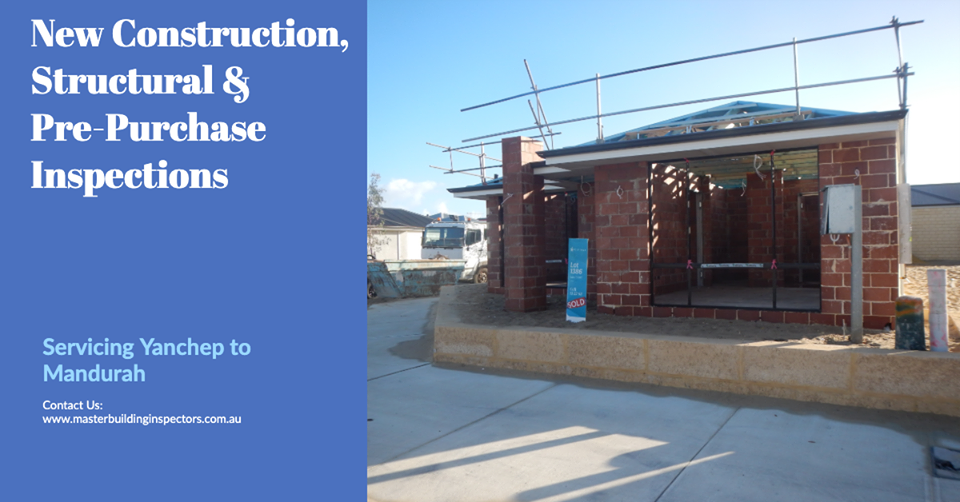 New Construction,
Structural &
Pre-Purchase
Inspections
Servicing Yanchep to
Mandurah
Contact Us:
www.masterbuildinginspectors.com.au
SOLD